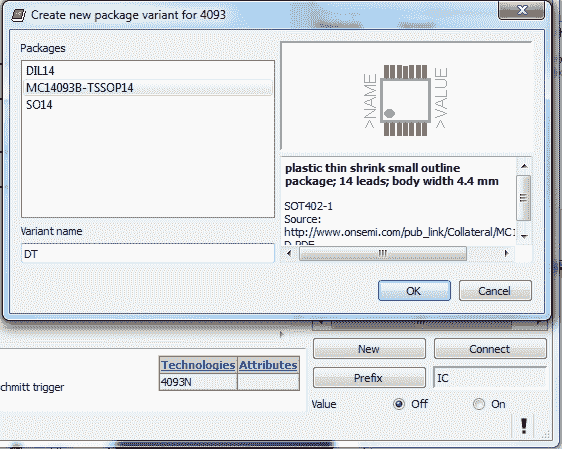 Create new package variant for 4093
Packages
DIL14
MC14093B-TSSOP14
SO14
Variant name
DT
>NAME
>VALUE
plastic thin shrink small outline
package; 14 leads; body width 4.4 mm
SOT402-1
Source:
http://www.onsemi.com/pub_link/Collateral/MC1
D.PDF
OK
Cancel
New
Connect
Prefix
IC
Value
Off
On
Technologies Attributes
4093N
chmitt trigger
!